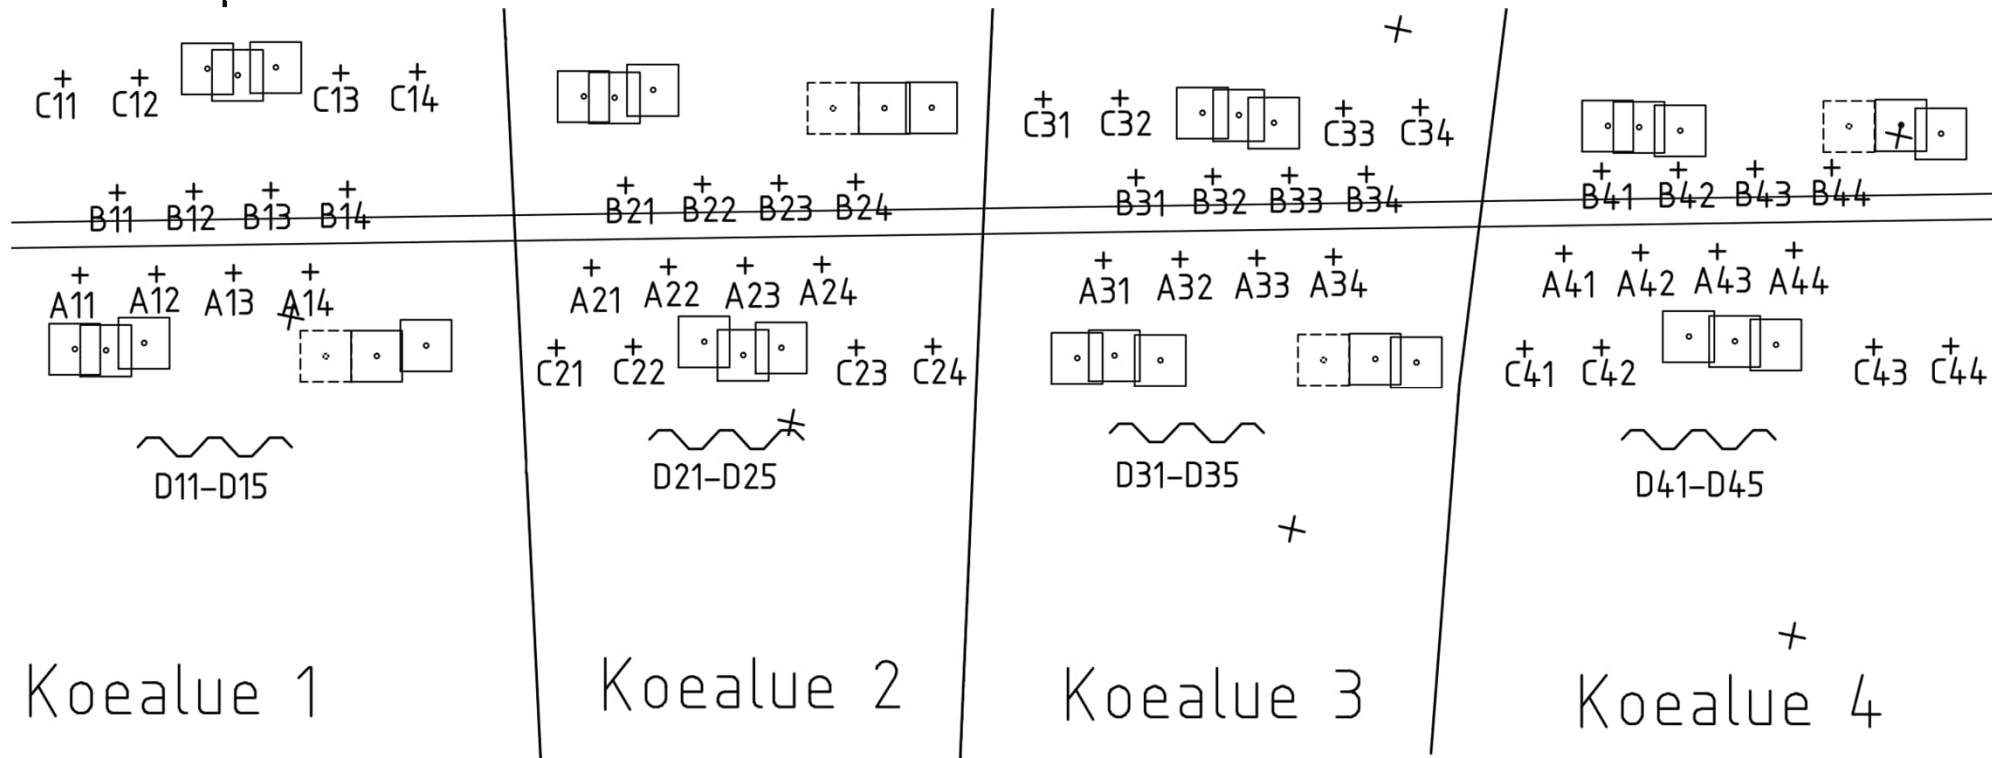 C11 C12 C13 C14
B11 B12 B13 B14
A11 A12 A13 A14
D11-D15
Koealue 1
B21 B22 B23 B24
A21 A22 A23 A24
C21 C22 C23 C24
D21-D25
Koealue 2
C31 C32 C33 C34
B31 B32 B33 B34
A31 A32 A33 A34
D31-D35
Koealue 3
B41 B42 B43 B44
A41 A42 A43 A44
C41 C42 C43 C44
D41-D45
Koealue 4